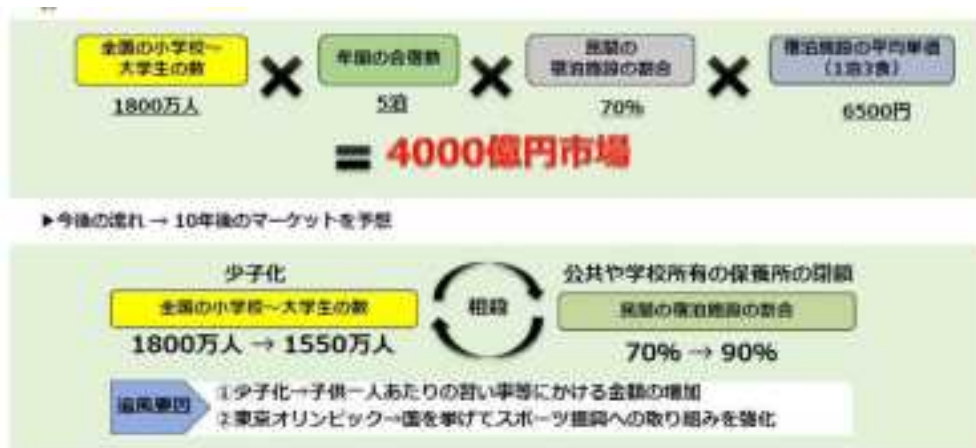 全国の小学校～
大学生の数
1800万人
年間の合宿数
5泊
民間の
宿泊施設の割合
70%
宿泊施設の平均単価
(1泊3食)
6500円
= 4000億円市場
▶今後の流れ → 10年後のマーケットを予想
少子化
全国の小学校～大学生の数
1800万人 → 1550万人
相殺
公共や学校所有の保養所の閉鎖
民間の宿泊施設の割合
70% → 90%
追風要因
①少子化→子供一人あたりの習い事等にかける金額の増加
②東京オリンピック→国を挙げてスポーツ振興への取り組みを強化